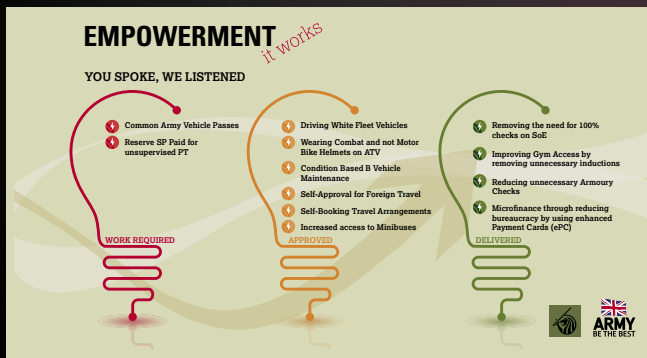 EMPOWERMENT
it works
YOU SPOKE, WE LISTENED
Common Army Vehicle Passes
Reserve SP Paid for
unsupervised PT
WORK REQUIRED
Driving White Fleet Vehicles
Wearing Combat and not Motor
Bike Helmets on ATV
Condition Based B Vehicle
Maintenance
Self-Approval for Foreign Travel
Self-Booking Travel Arrangements
Increased access to Minibuses
APPROVED
Removing the need for 100%
checks on SoE
Improving Gym Access by
removing unnecessary inductions
Reducing unnecessary Armoury
Checks
Microfinance through reducing
bureaucracy by using enhanced
Payment Cards (ePC)
DELIVERED
ARMY
BE THE BEST